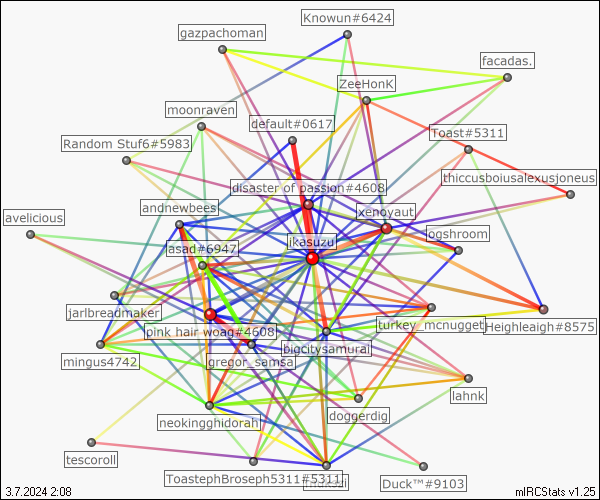 Knowun#6424
gazpachoman
facadas.
ZeeHonK
moonraven
default#0617
Toast#5311
Random Stuf6#5983
thiccusboiusalexusjoneus
disaster of passion#4608
andnewbees
xenoyaut
avelicious
ogshroom
ikasuzu
lasad#6947
jarlbreadmaker
turkey_mcnugget
Heighleaigh#8575
pink hair woag#4608
bigcitysamurai
mingus4742
gregor_samsa
lahnk
doggerdig
neokingghidorah
tescoroll
ToastephBroseph5311#5311
Duck™#9103
3.7.2024 2:08
mIRCStats v1.25